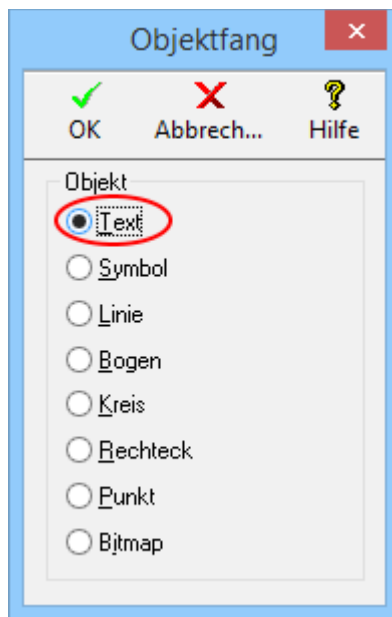 Objektfang
OK Abbrech... Hilfe
Objekt
Text
Symbol
Linie
Bogen
Kreis
Rechteck
Punkt
Bitmap